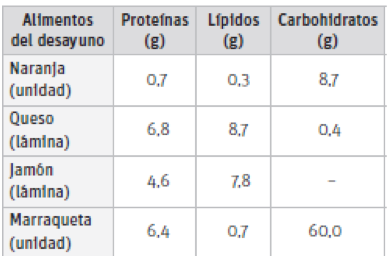 Alimentos Proteínas Lípidos Carbohidratos
del desayuno (g) (g) (g)
Naranja
(unidad) 0,7 0,3 8,7
Queso
(lámina) 6,8 8,7 0,4
Jamón
(lámina) 4,6 7,8 –
Marraqueta
(unidad) 6,4 0,7 60,0